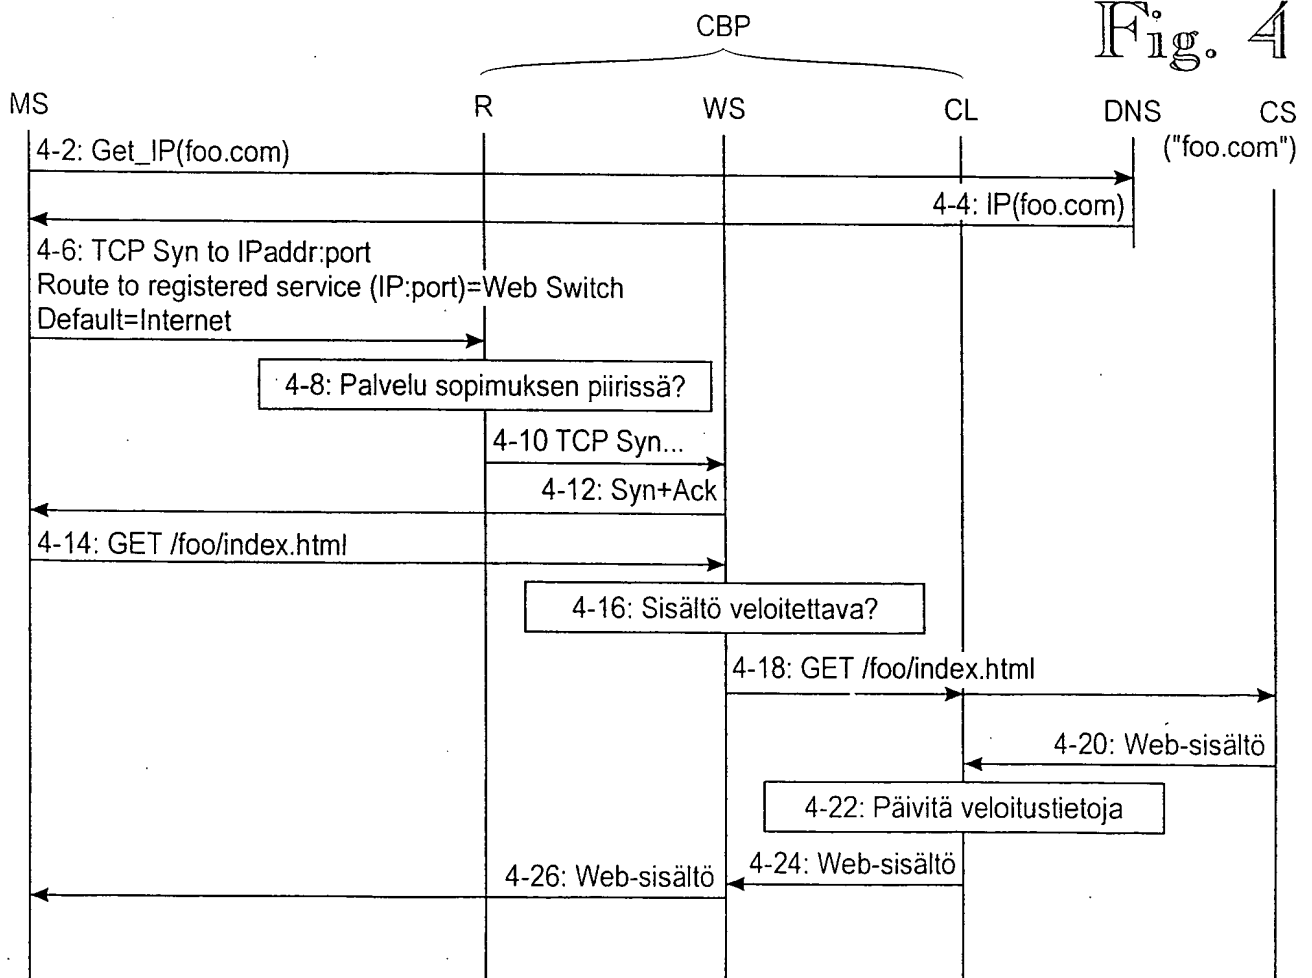 Fig. 4
CBP
MS R WS CL DNS CS
("foo.com")
4-2: Get_IP(foo.com)
4-4: IP(foo.com)
4-6: TCP Syn to IPaddr:port
Route to registered service (IP:port)=Web Switch
Default=Internet
4-8: Palvelu sopimuksen piirissä?
4-10 TCP Syn...
4-12: Syn+Ack
4-14: GET /foo/index.html
4-16: Sisältö veloitettava?
4-18: GET /foo/index.html
4-20: Web-sisältö
4-22: Päivitä veloitustietoja
4-24: Web-sisältö
4-26: Web-sisältö